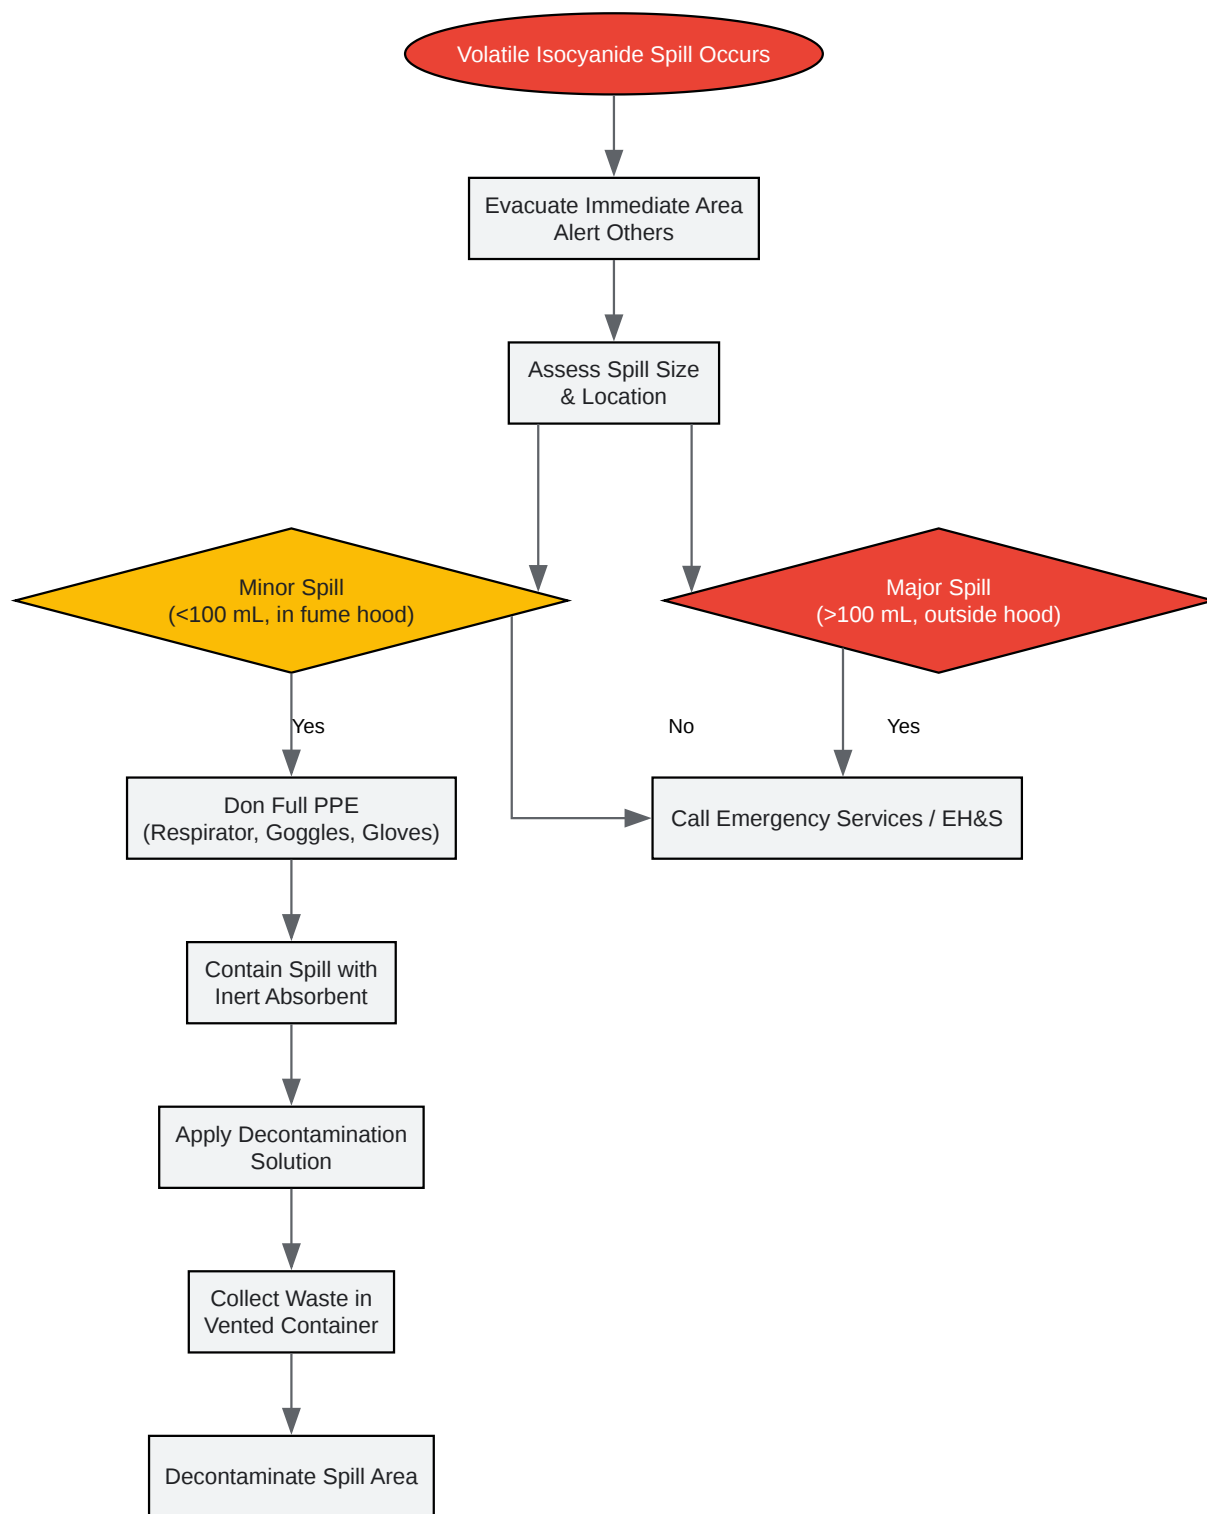 Volatile Isocyanide Spill Occurs
Evacuate Immediate Area
Alert Others
Assess Spill Size
& Location
Minor Spill
(<100 mL, in fume hood)
Major Spill
(>100 mL, outside hood)
Yes
No
Yes
Don Full PPE
(Respirator, Goggles, Gloves)
Call Emergency Services / EH&S
Contain Spill with
Inert Absorbent
Apply Decontamination
Solution
Collect Waste in
Vented Container
Decontaminate Spill Area